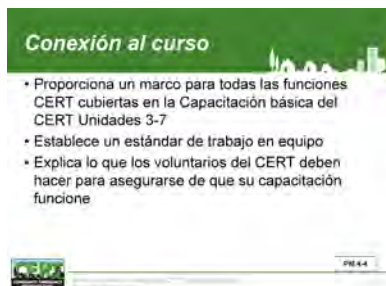 Conexión al curso
• Proporciona un marco para todas las funciones
CERT cubiertas en la Capacitación básica del
CERT Unidades 3-7
• Establece un estándar de trabajo en equipo
• Explica lo que los voluntarios del CERT deben
hacer para asegurarse de que su capacitación
funcione
CERT
PM 4-4